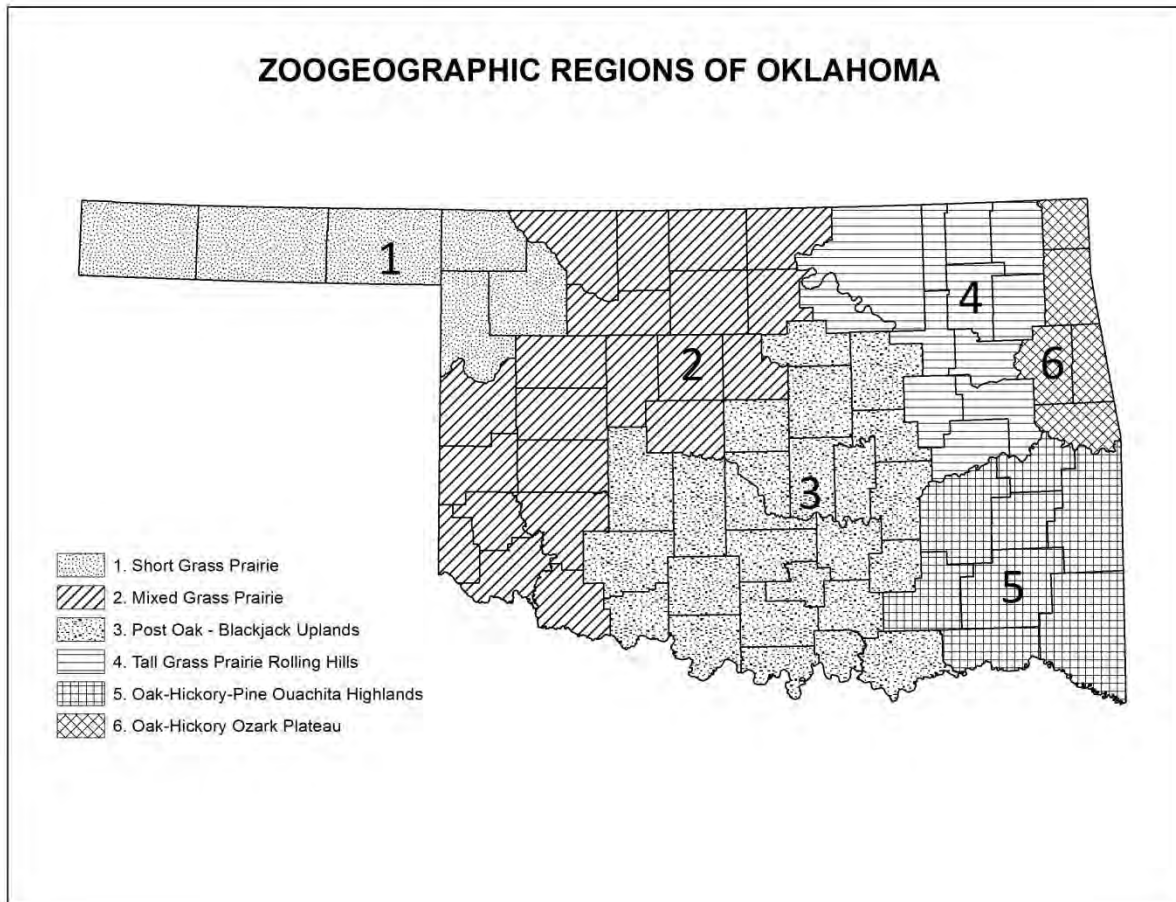 ZOOGEOGRAPHIC REGIONS OF OKLAHOMA
1
4
2
6
3
5
1. Short Grass Prairie
2. Mixed Grass Prairie
3. Post Oak - Blackjack Uplands
4. Tall Grass Prairie Rolling Hills
5. Oak-Hickory-Pine Ouachita Highlands
6. Oak-Hickory Ozark Plateau